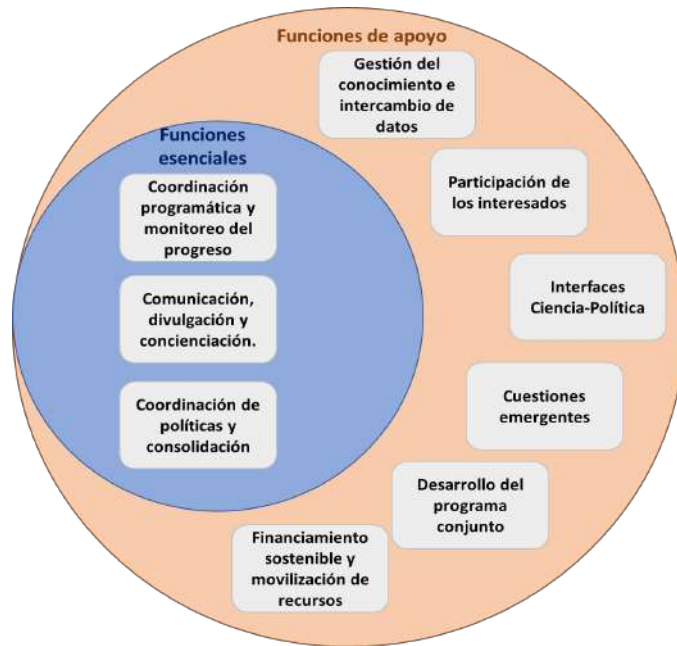 Funciones de apoyo
Gestión del
conocimiento e
intercambio de
datos
Funciones
esenciales
Coordinación
programática y
monitoreo del
progreso
Participación de
los interesados
Comunicación,
divulgación y
concienciación.
Interfaces
Ciencia-Política
Coordinación de
políticas y
consolidación
Cuestiones
emergentes
Desarrollo del
programa
conjunto
Financiamiento
sostenible y
movilización de
recursos